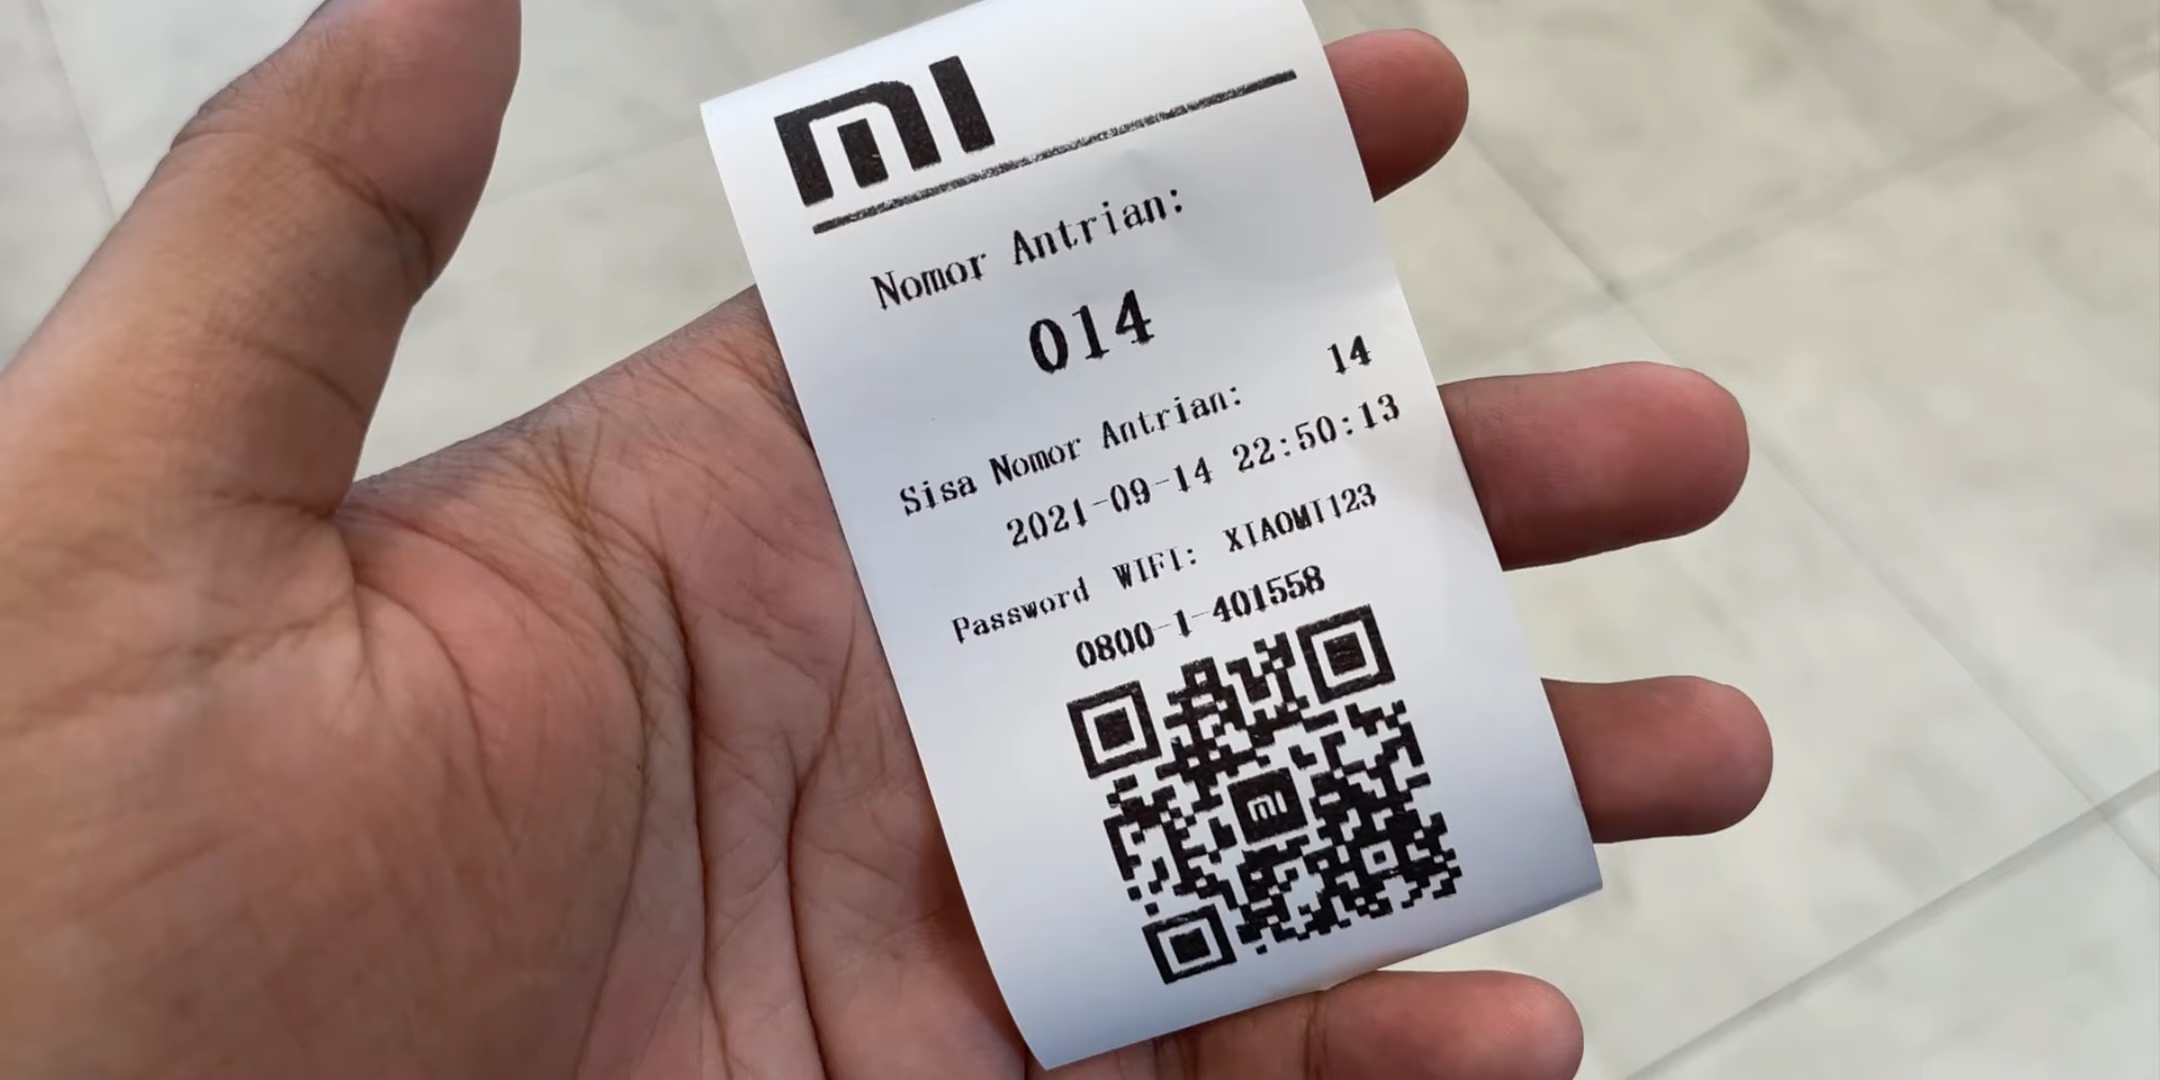 mi
Nomor Antrian:
014
Sisa Nomor Antrian: 14
2021-09-14 22:50:13
Password WIFI: XIAOMI123
0800-1-401558
mi